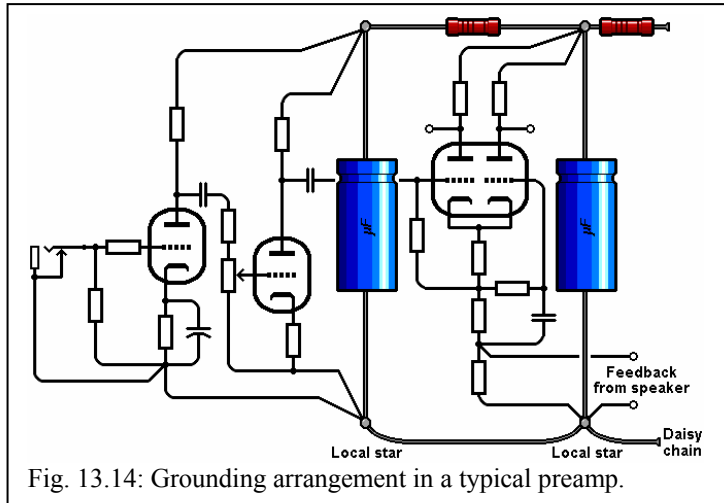 µF
µF
Feedback
from speaker
Local star
Local star
Daisy
chain
Fig. 13.14: Grounding arrangement in a typical preamp.